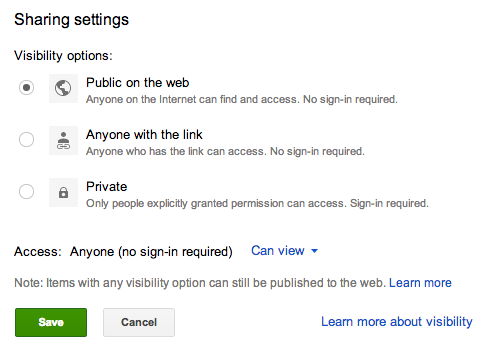 Sharing settings
Visibility options:
Public on the web
Anyone on the Internet can find and access. No sign-in required.
Anyone with the link
Anyone who has the link can access. No sign-in required.
Private
Only people explicitly granted permission can access. Sign-in required.
Access: Anyone (no sign-in required) Can view
Note: Items with any visibility option can still be published to the web. Learn more
Save Cancel Learn more about visibility